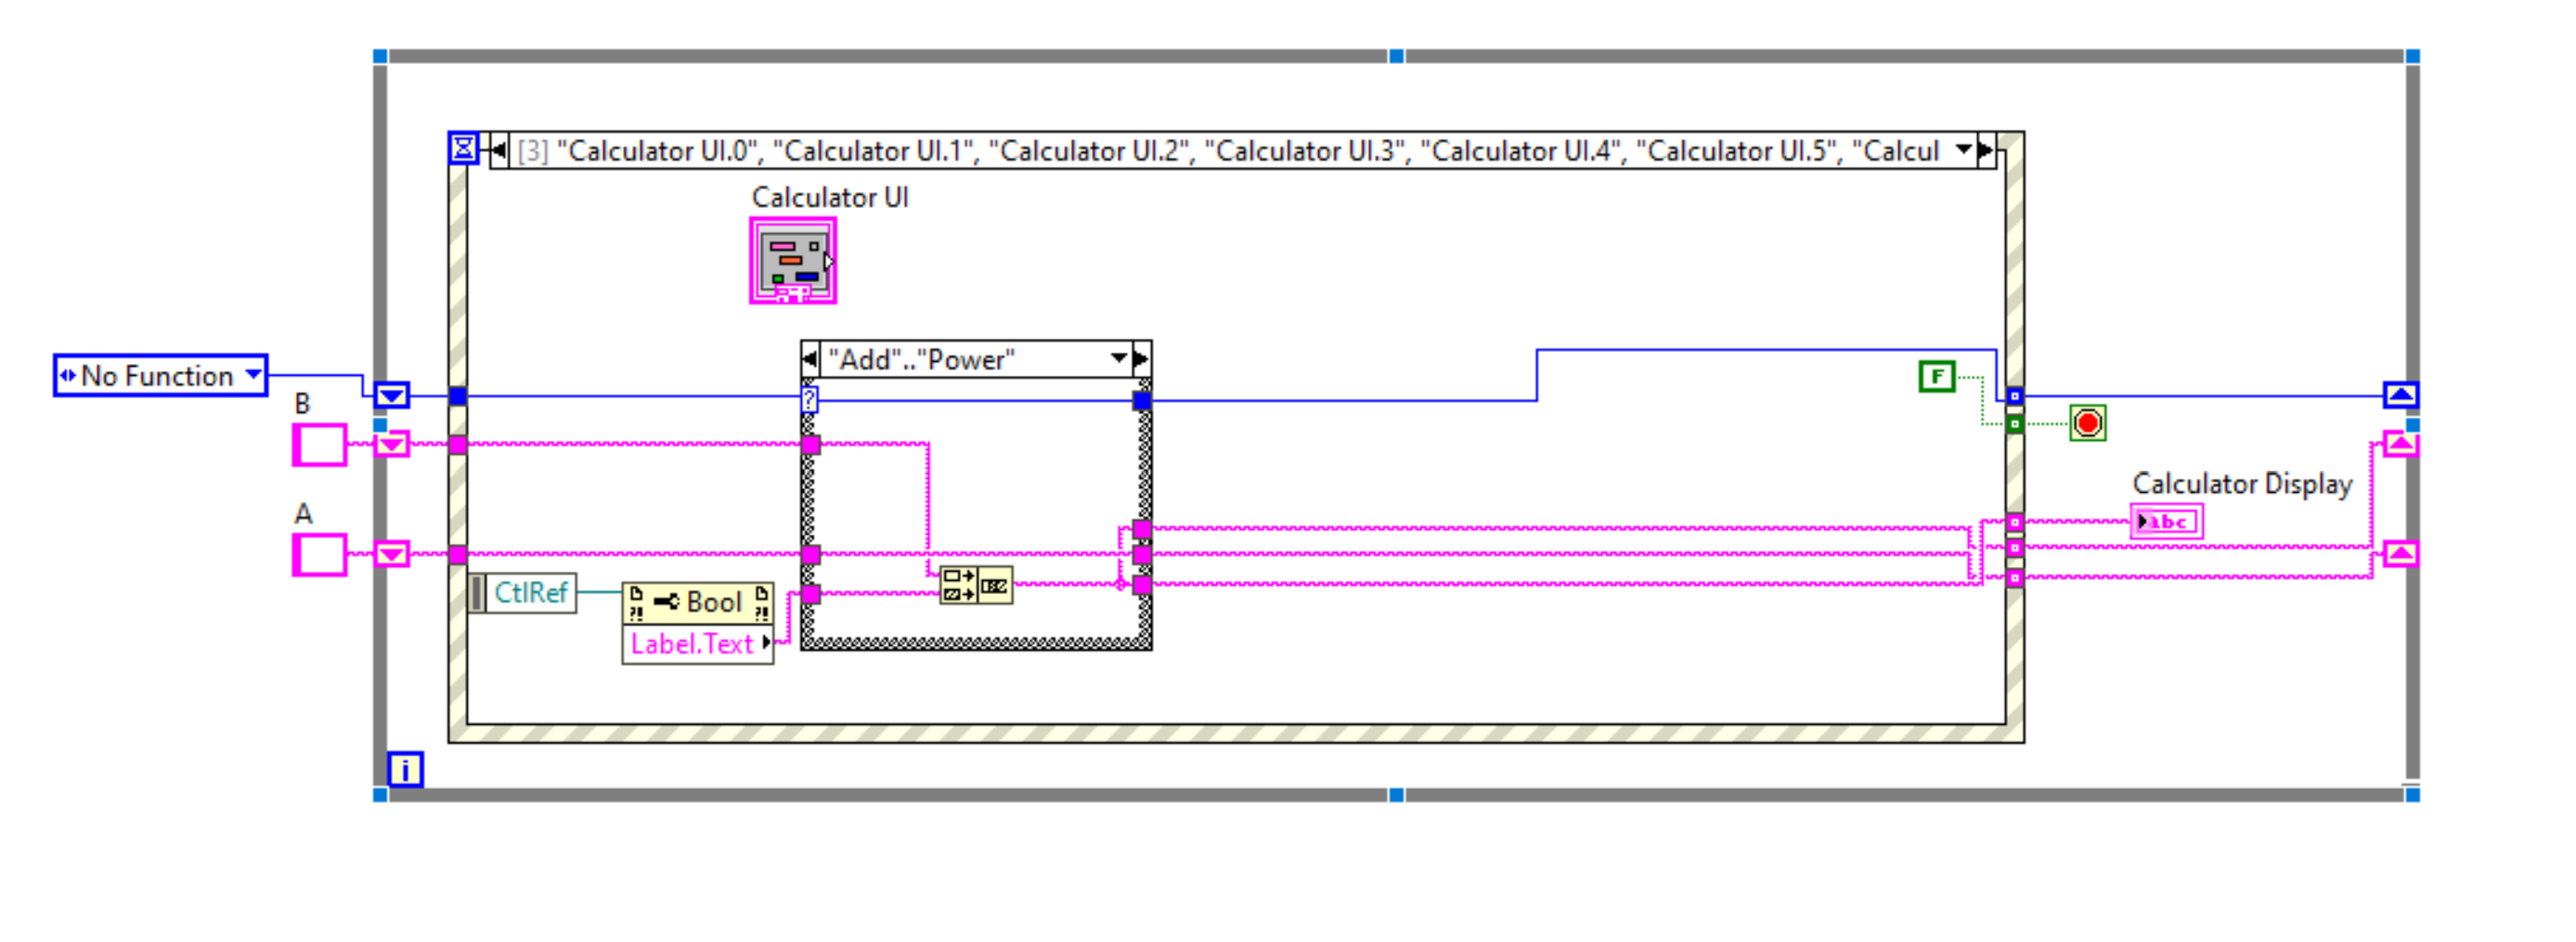 [3] "Calculator UI.0", "Calculator UI.1", "Calculator UI.2", "Calculator UI.3", "Calculator UI.4", "Calculator UI.5", "Calcul
Calculator UI
"Add".."Power"
No Function
F
B
Calculator Display
abc
A
CtlRef
Bool
Label.Text
i